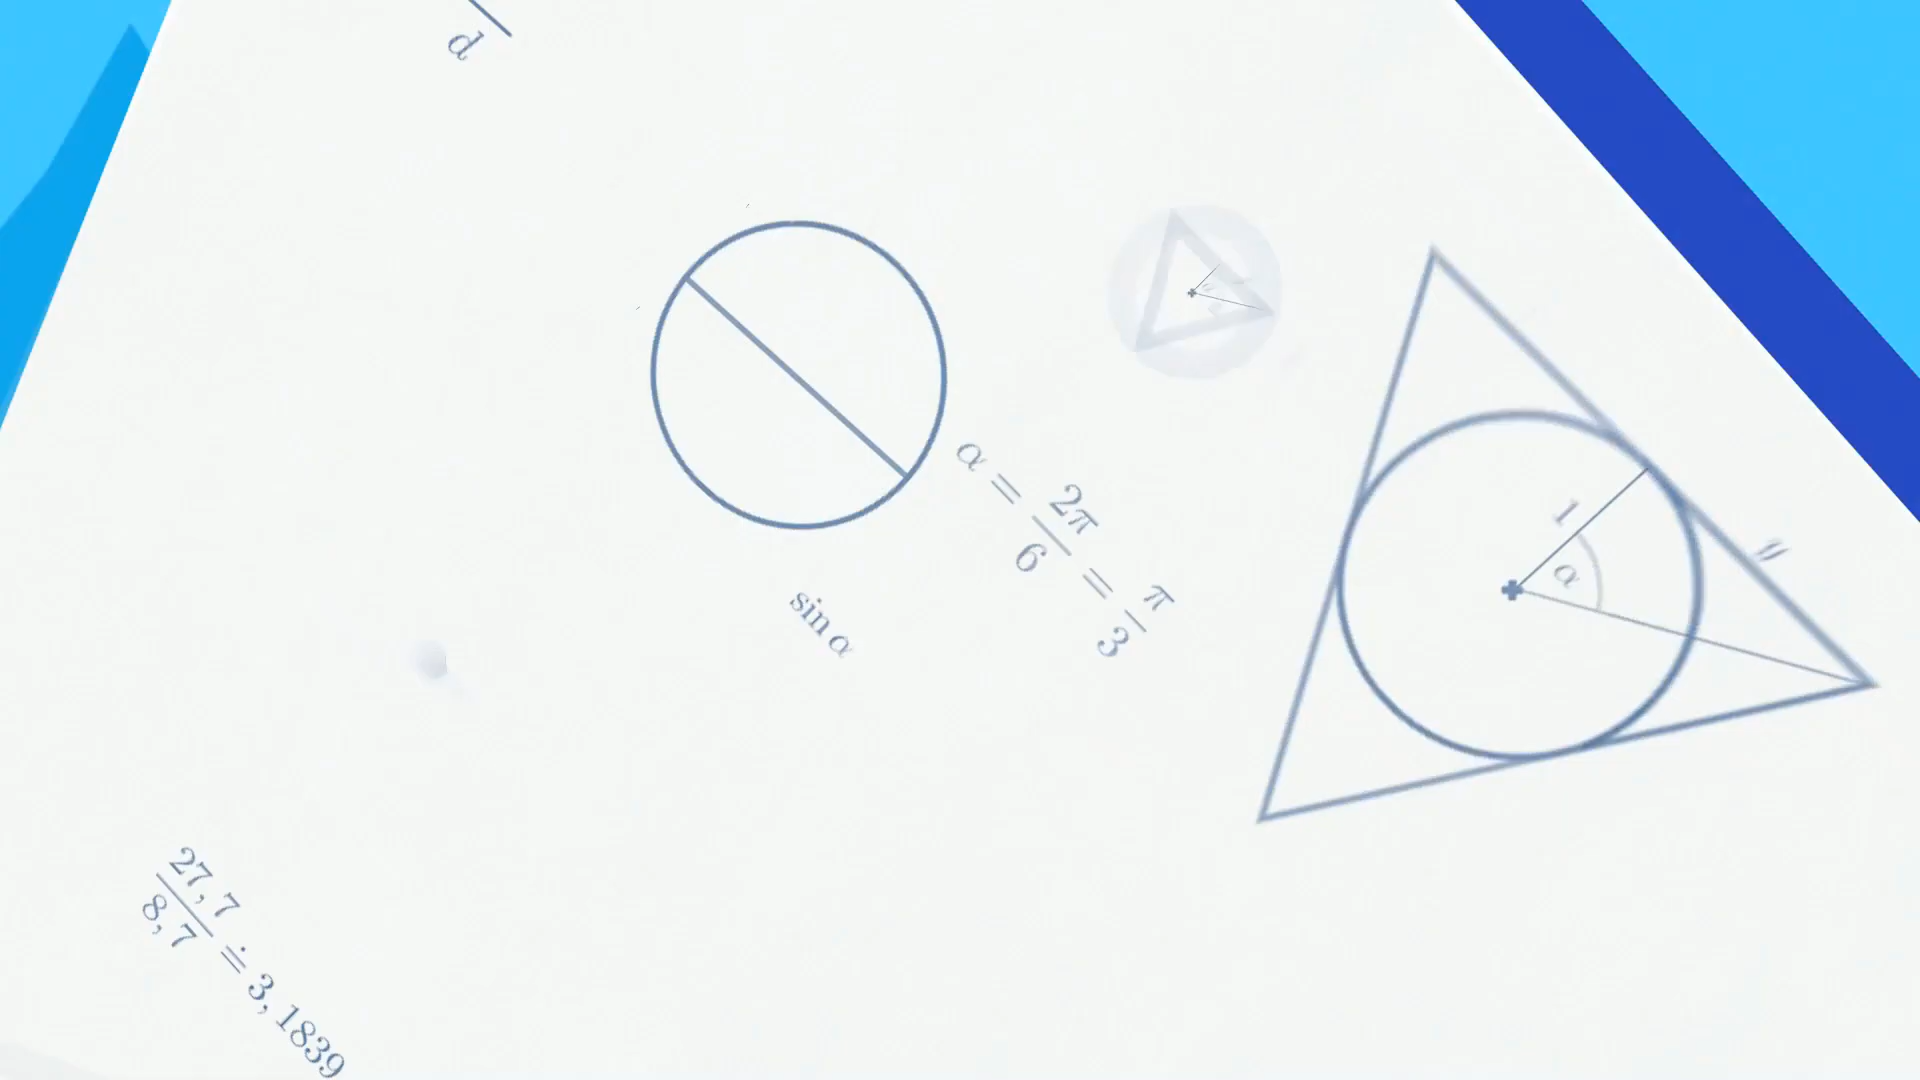 d
α = 2π/6 = π/3
sin α
1
α
y
27,7/8,7 ≐ 3,1839